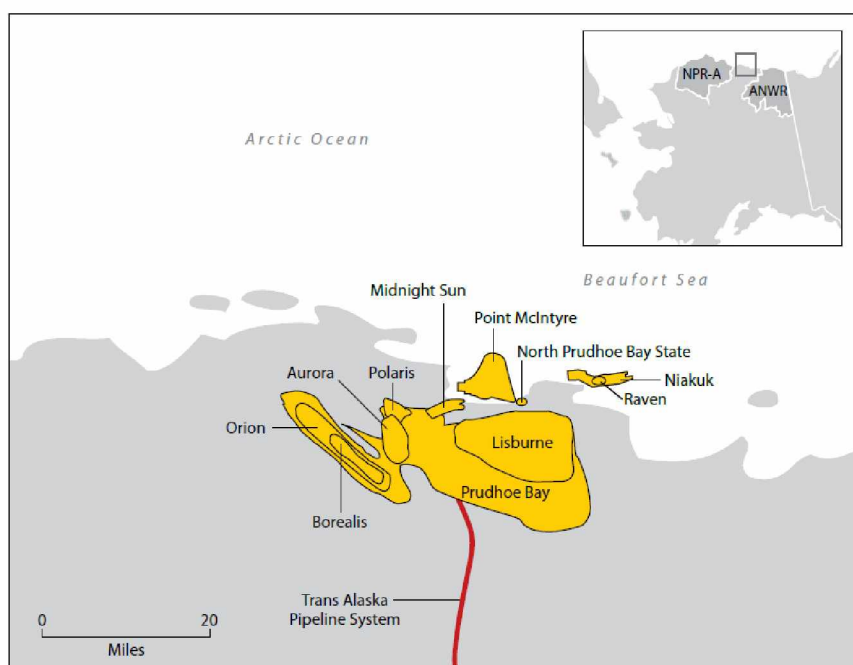 NPR-A
ANWR
Arctic Ocean
Beaufort Sea
Midnight Sun
Point McIntyre
North Prudhoe Bay State
Aurora
Polaris
Niakuk
Raven
Orion
Lisburne
Prudhoe Bay
Borealis
Trans Alaska
Pipeline System
0
20
Miles